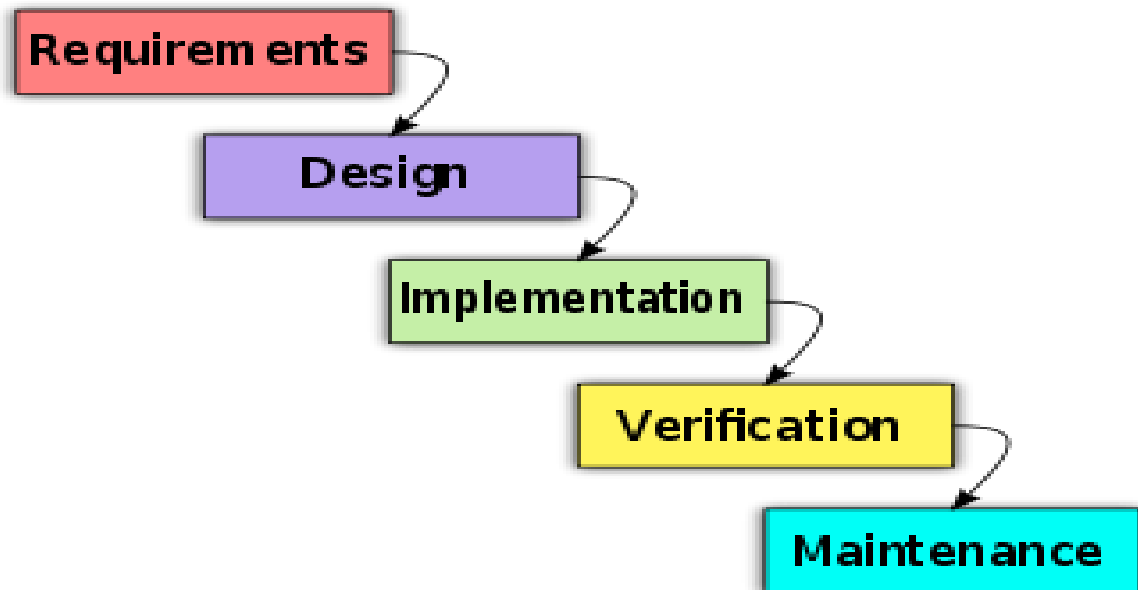 Requirements
Design
Implementation
Verification
Maintenance